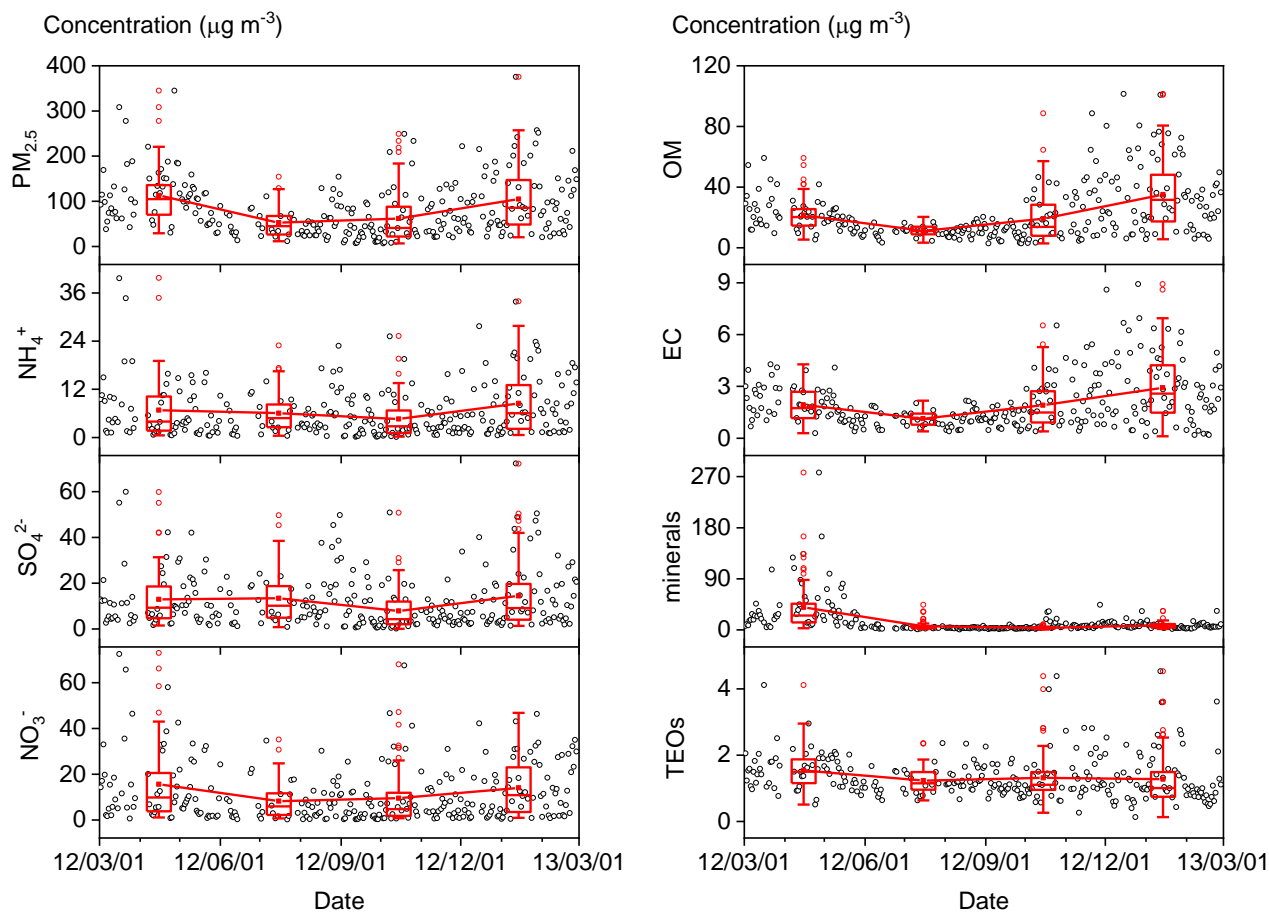 Concentration (μg m⁻³)
400
300
200
100
0
PM₂.₅
36
24
12
0
NH₄⁺
60
40
20
0
SO₄²⁻
60
40
20
0
NO₃⁻
12/03/01 12/06/01 12/09/01 12/12/01 13/03/01
Date
Concentration (μg m⁻³)
120
80
40
0
OM
9
6
3
0
EC
270
180
90
0
minerals
4
2
0
TEOs
12/03/01 12/06/01 12/09/01 12/12/01 13/03/01
Date